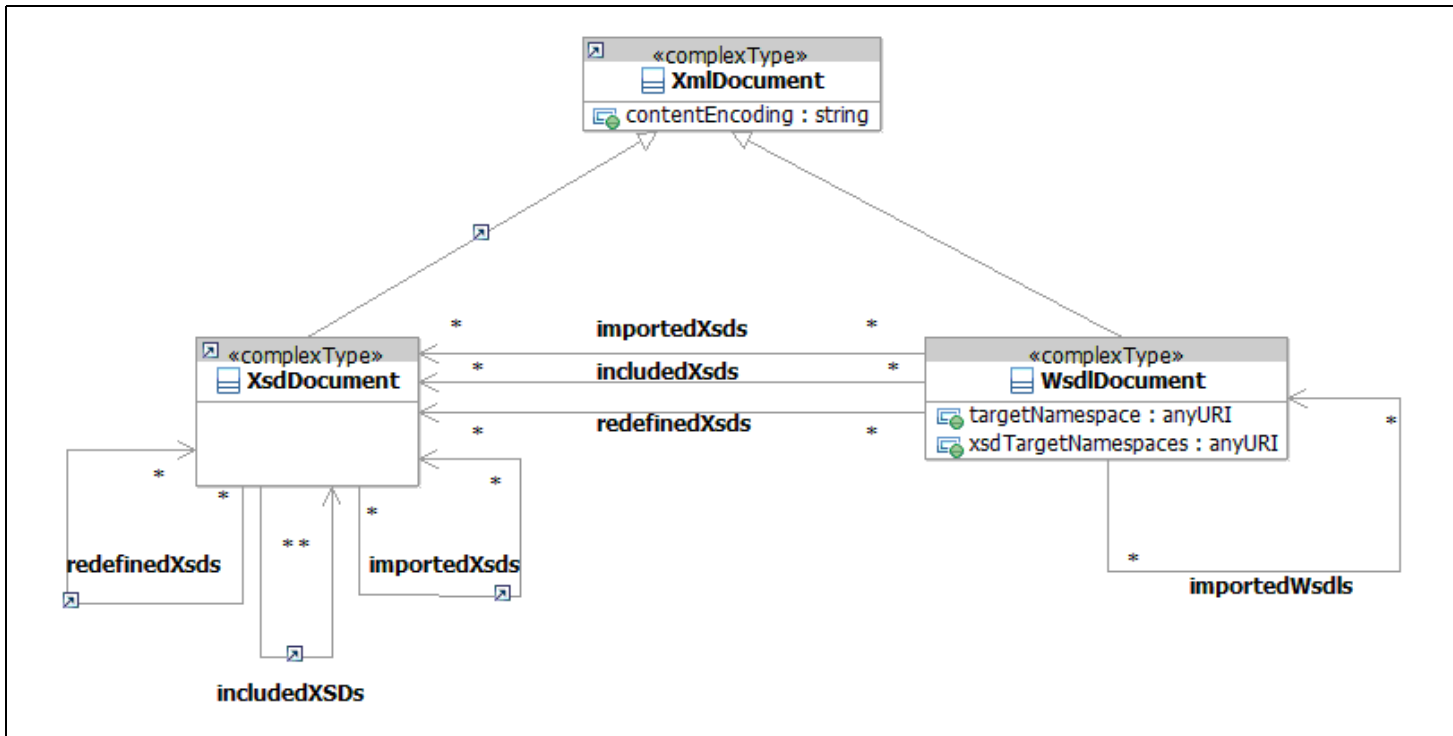 «complexType»
XmlDocument
contentEncoding : string
* importedXsds *
«complexType»
XsdDocument
* includedXsds *
«complexType»
WsdlDocument
redefinedXsds
* *
targetNamespace : anyURI
xsdTargetNamespaces : anyURI
*
*
*
*
*
* *
redefinedXsds
importedXsds
*
importedWsdls
includedXSDs